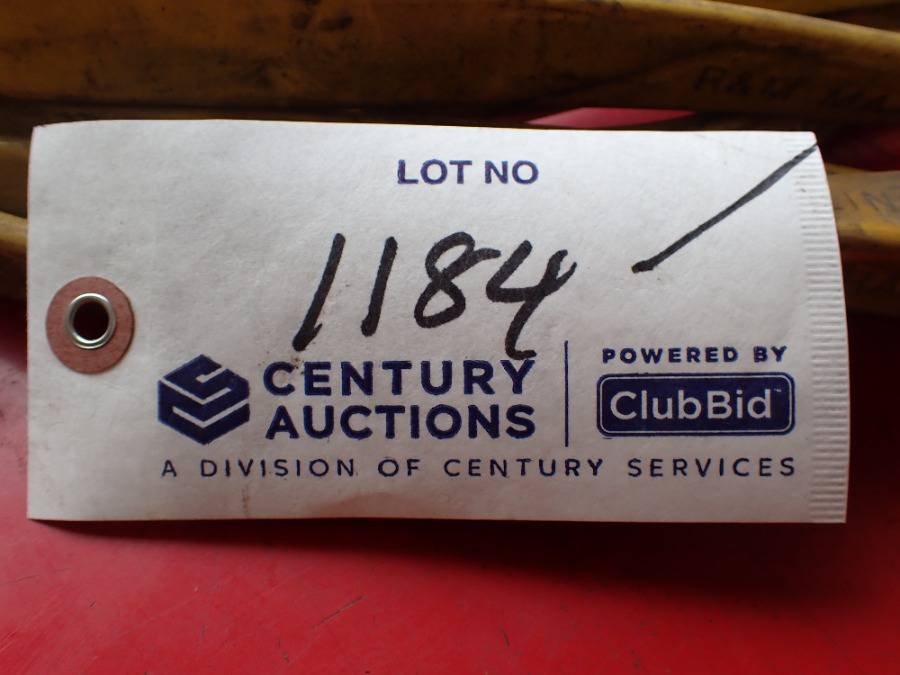 R&W
LOT NO
1184
CENTURY
AUCTIONS
POWERED BY
ClubBid™
A DIVISION OF CENTURY SERVICES